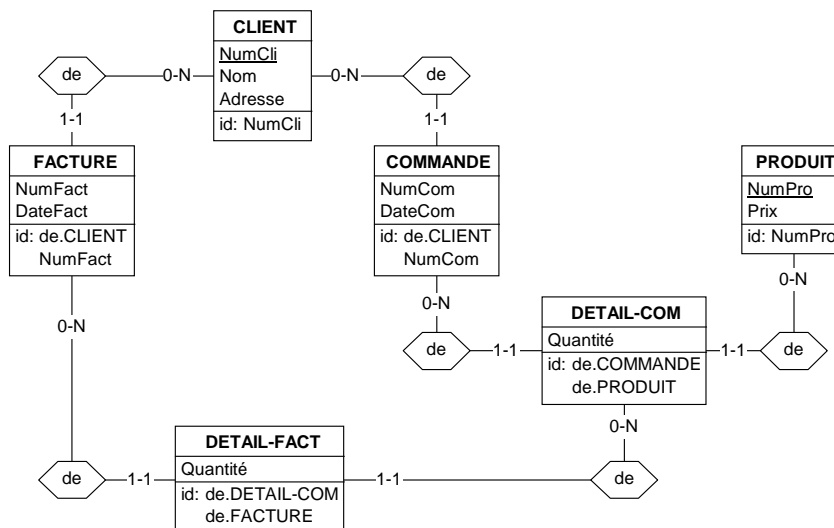 CLIENT
NumCli
Nom
Adresse
id: NumCli
de
0-N
0-N
de
1-1
1-1
FACTURE
NumFact
DateFact
id: de.CLIENT
NumFact
COMMANDE
NumCom
DateCom
id: de.CLIENT
NumCom
PRODUIT
NumPro
Prix
id: NumPro
0-N
0-N
0-N
de
1-1
DETAIL-COM
Quantité
id: de.COMMANDE
de.PRODUIT
1-1
de
0-N
de
1-1
DETAIL-FACT
Quantité
id: de.DETAIL-COM
de.FACTURE
1-1
de